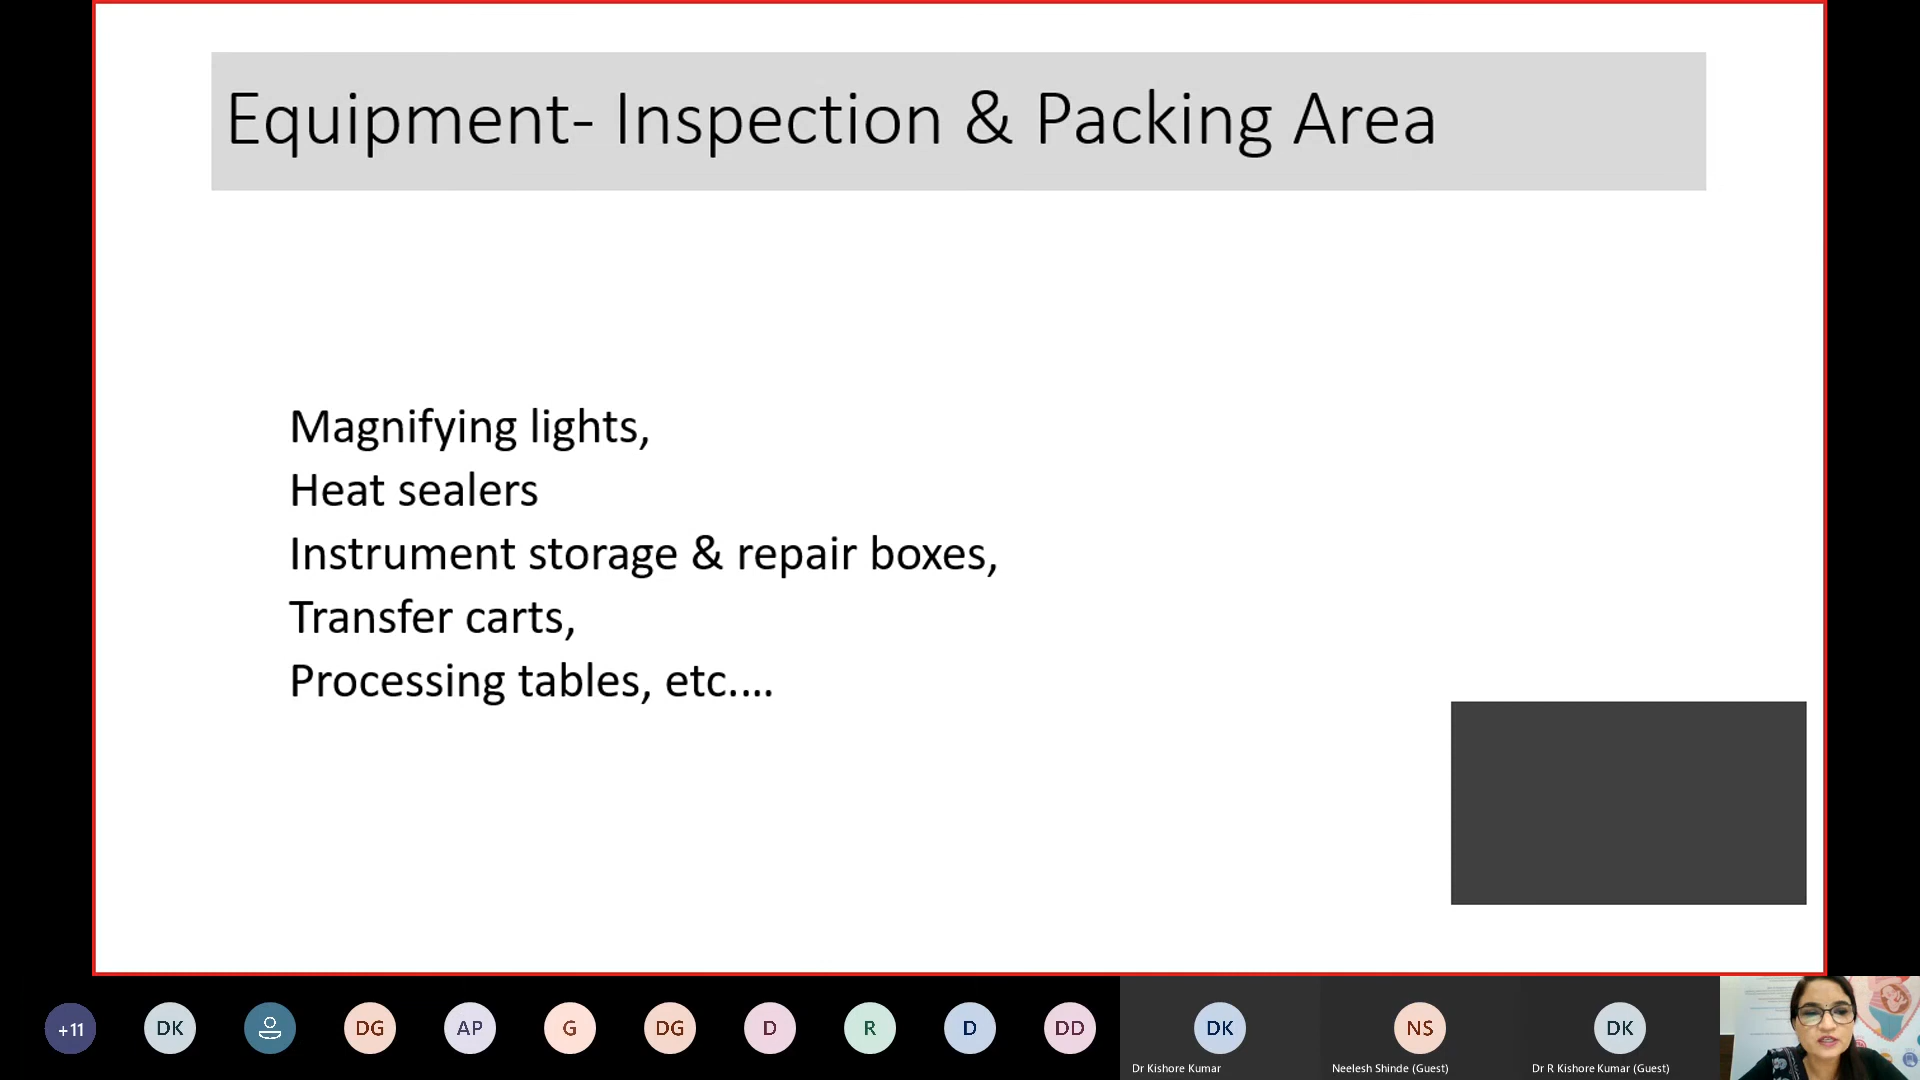 Equipment- Inspection & Packing Area
Magnifying lights,
Heat sealers
Instrument storage & repair boxes,
Transfer carts,
Processing tables, etc....
+11
DK
DG
AP
G
DG
D
R
D
DD
DK
NS
DK
Dr Kishore Kumar
Neelesh Shinde (Guest)
Dr R Kishore Kumar (Guest)